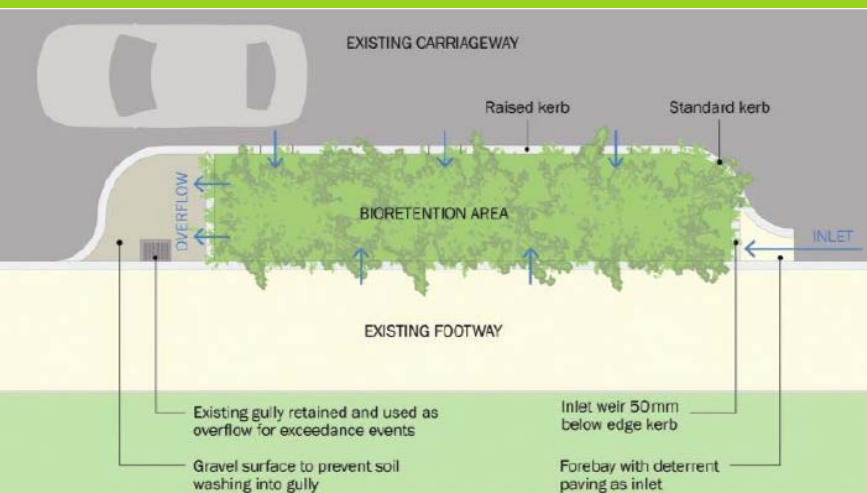 EXISTING CARRIAGEWAY
Raised kerb
Standard kerb
OVERFLOW
BIORETENTION AREA
INLET
EXISTING FOOTWAY
Existing gully retained and used as
overflow for exceedance events
Inlet weir 50mm
below edge kerb
Gravel surface to prevent soil
washing into gully
Forebay with deterrent
paving as inlet